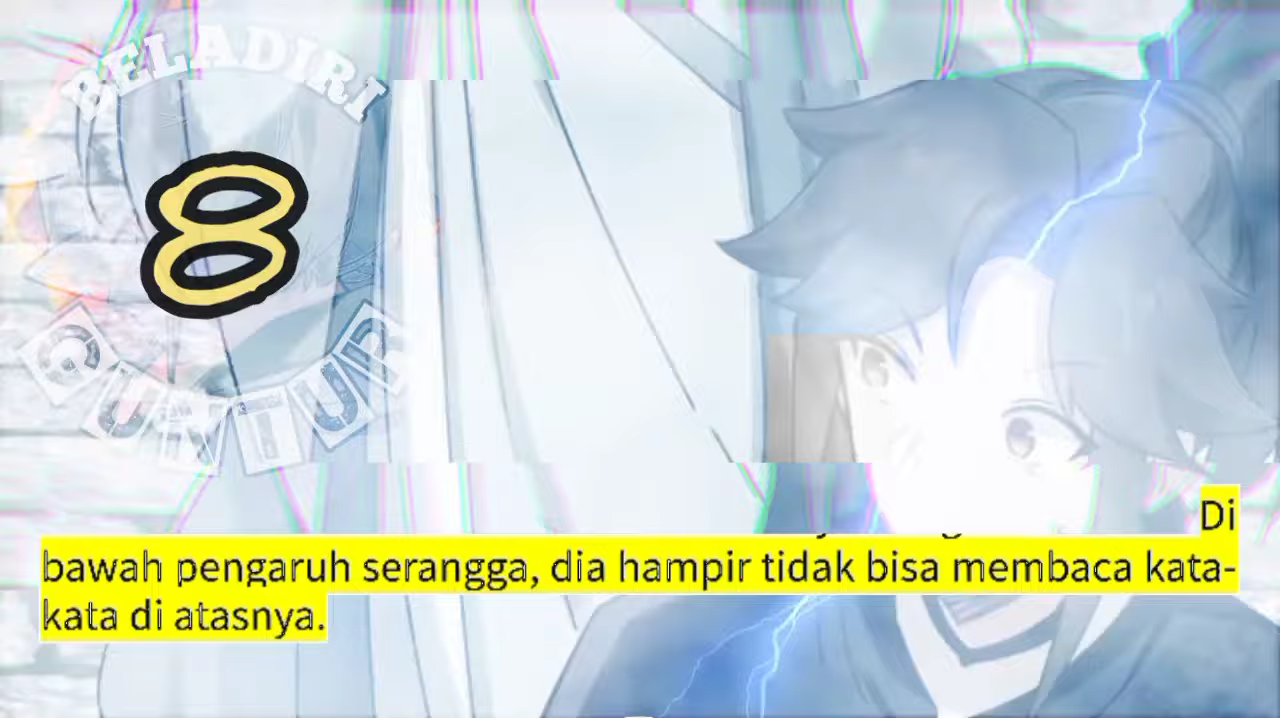 BELADIRI
8
GUNTUR
Di
bawah pengaruh serangga, dia hampir tidak bisa membaca kata-
kata di atasnya.